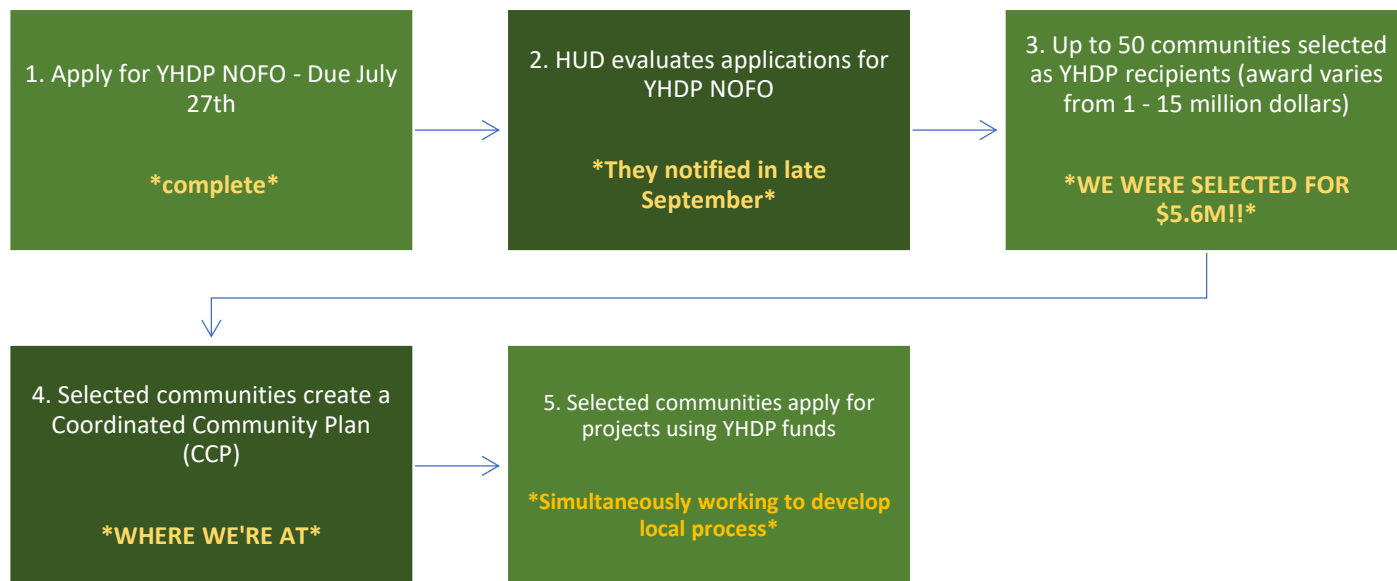 1. Apply for YHDP NOFO - Due July
27th
*complete*
2. HUD evaluates applications for
YHDP NOFO
*They notified in late
September*
3. Up to 50 communities selected
as YHDP recipients (award varies
from 1 - 15 million dollars)
*WE WERE SELECTED FOR
$5.6M!!*
4. Selected communities create a
Coordinated Community Plan
(CCP)
*WHERE WE'RE AT*
5. Selected communities apply for
projects using YHDP funds
*Simultaneously working to develop
local process*